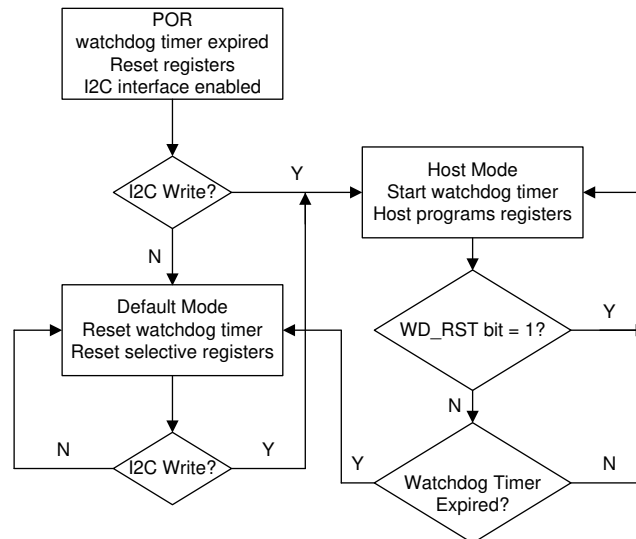 POR
watchdog timer expired
Reset registers
I2C interface enabled
I2C Write?
Y
N
Host Mode
Start watchdog timer
Host programs registers
Default Mode
Reset watchdog timer
Reset selective registers
WD_RST bit = 1?
Y
N
I2C Write?
N
Y
Watchdog Timer
Expired?
Y
N